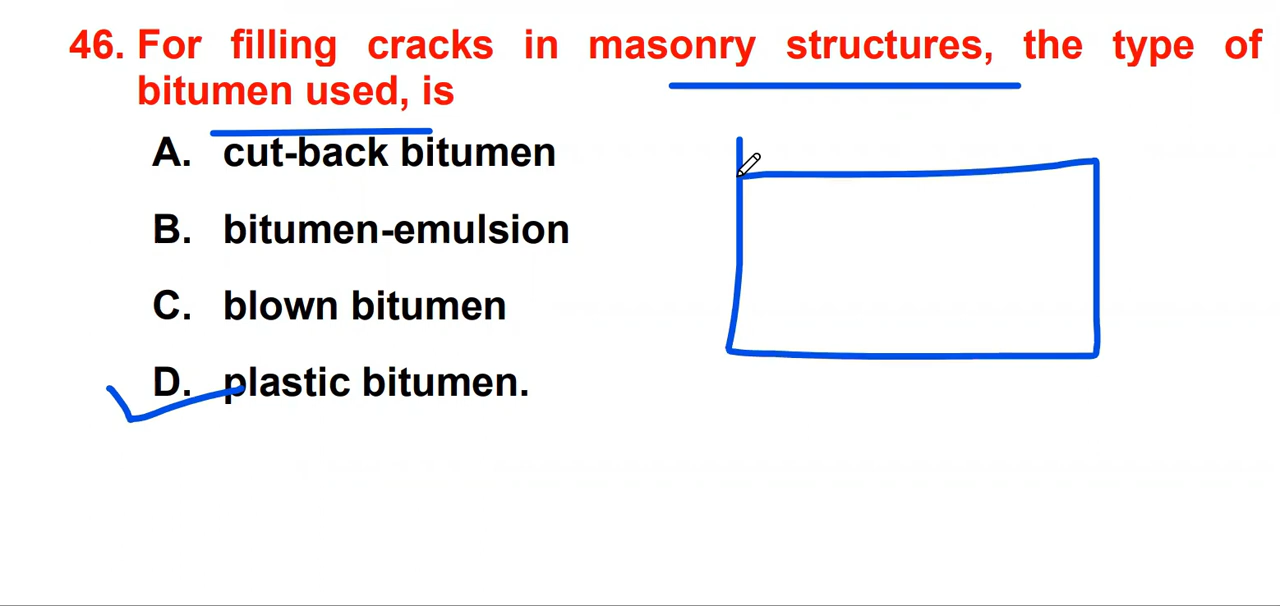 46. For filling cracks in masonry structures, the type of
bitumen used, is
A. cut-back bitumen
B. bitumen-emulsion
C. blown bitumen
D. plastic bitumen.